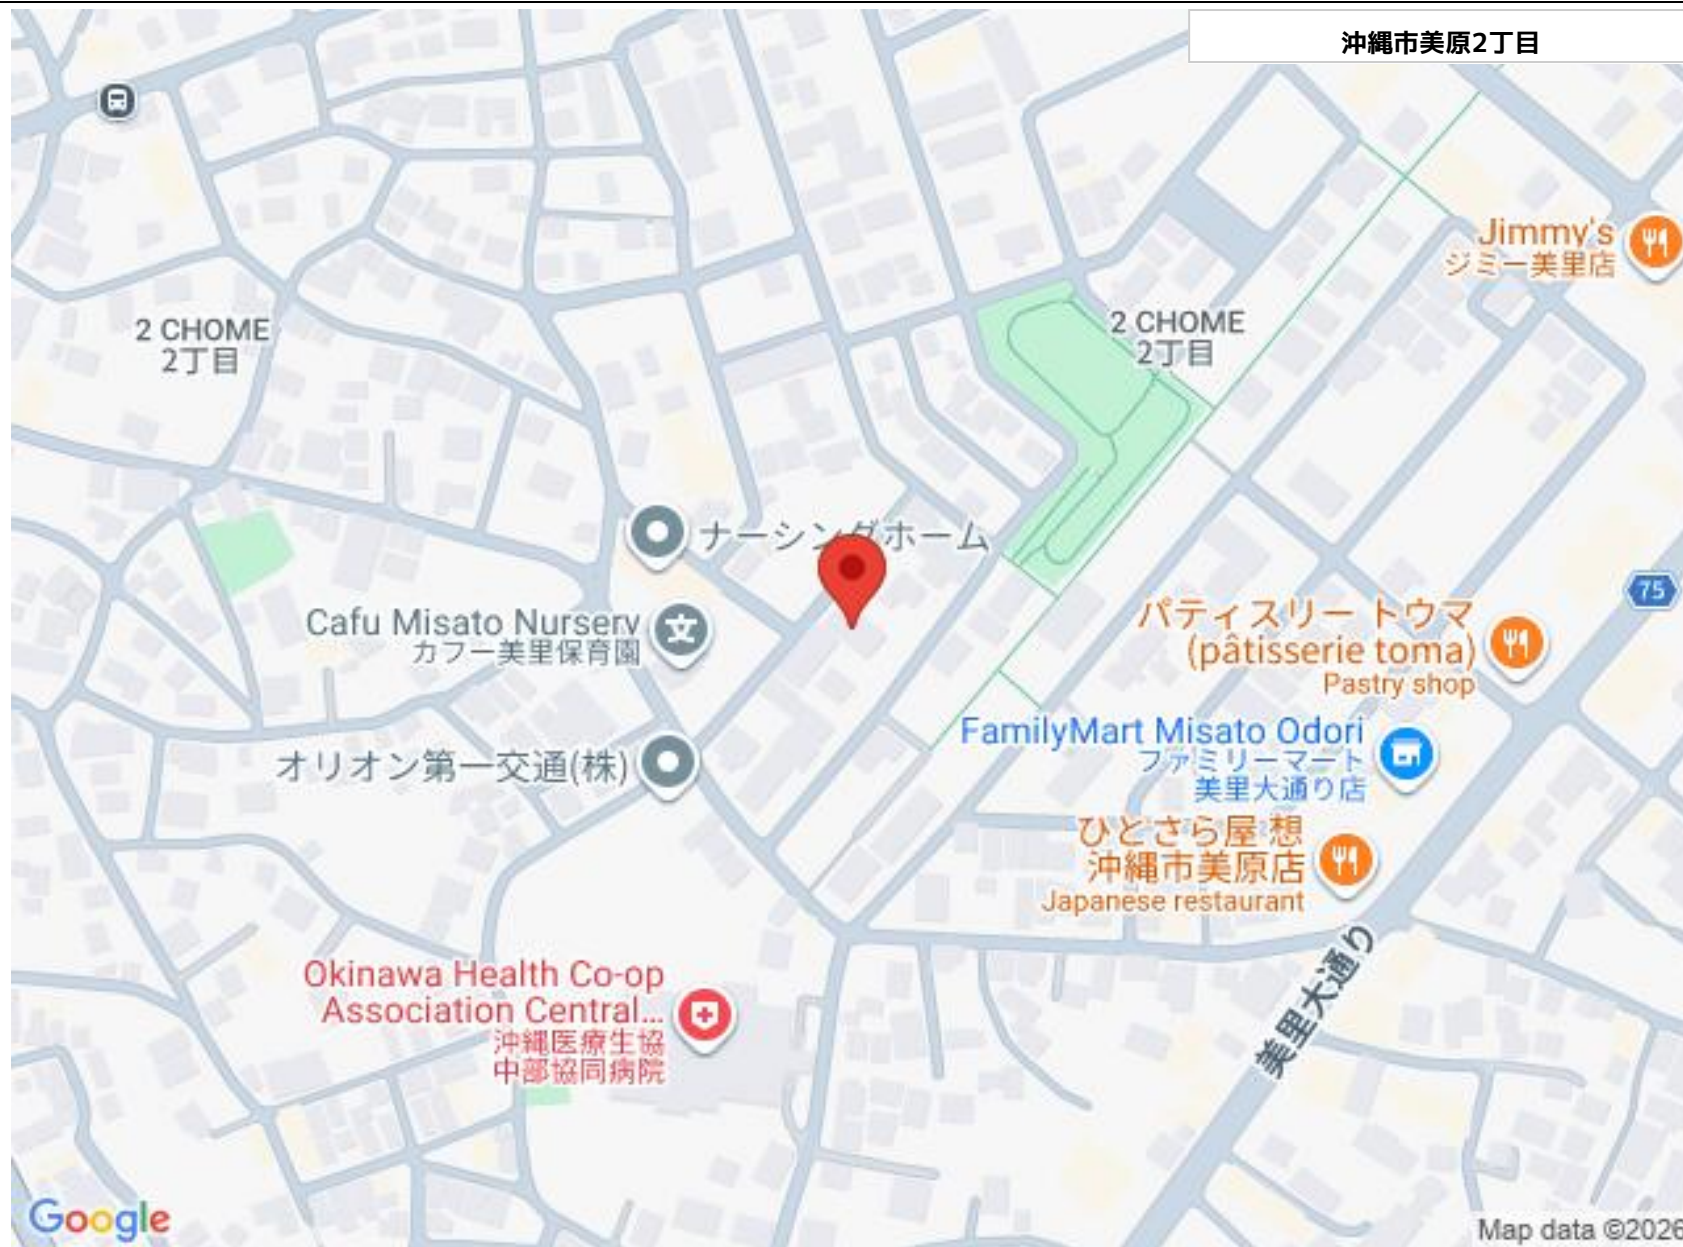 沖縄市美原2丁目
Jimmy's
ジミー美里店
2 CHOME
2丁目
2 CHOME
2丁目
ナーシングホーム
Cafu Misato Nursery
カフー美里保育園
75
パティスリー トウマ
(pâtisserie toma)
Pastry shop
FamilyMart Misato Odori
ファミリーマート
美里大通り店
オリオン第一交通(株)
ひとさら屋 想
沖縄市美原店
Japanese restaurant
美里大通り
Okinawa Health Co-op
Association Central...
沖縄医療生協
中部協同病院
Google
Map data ©2026